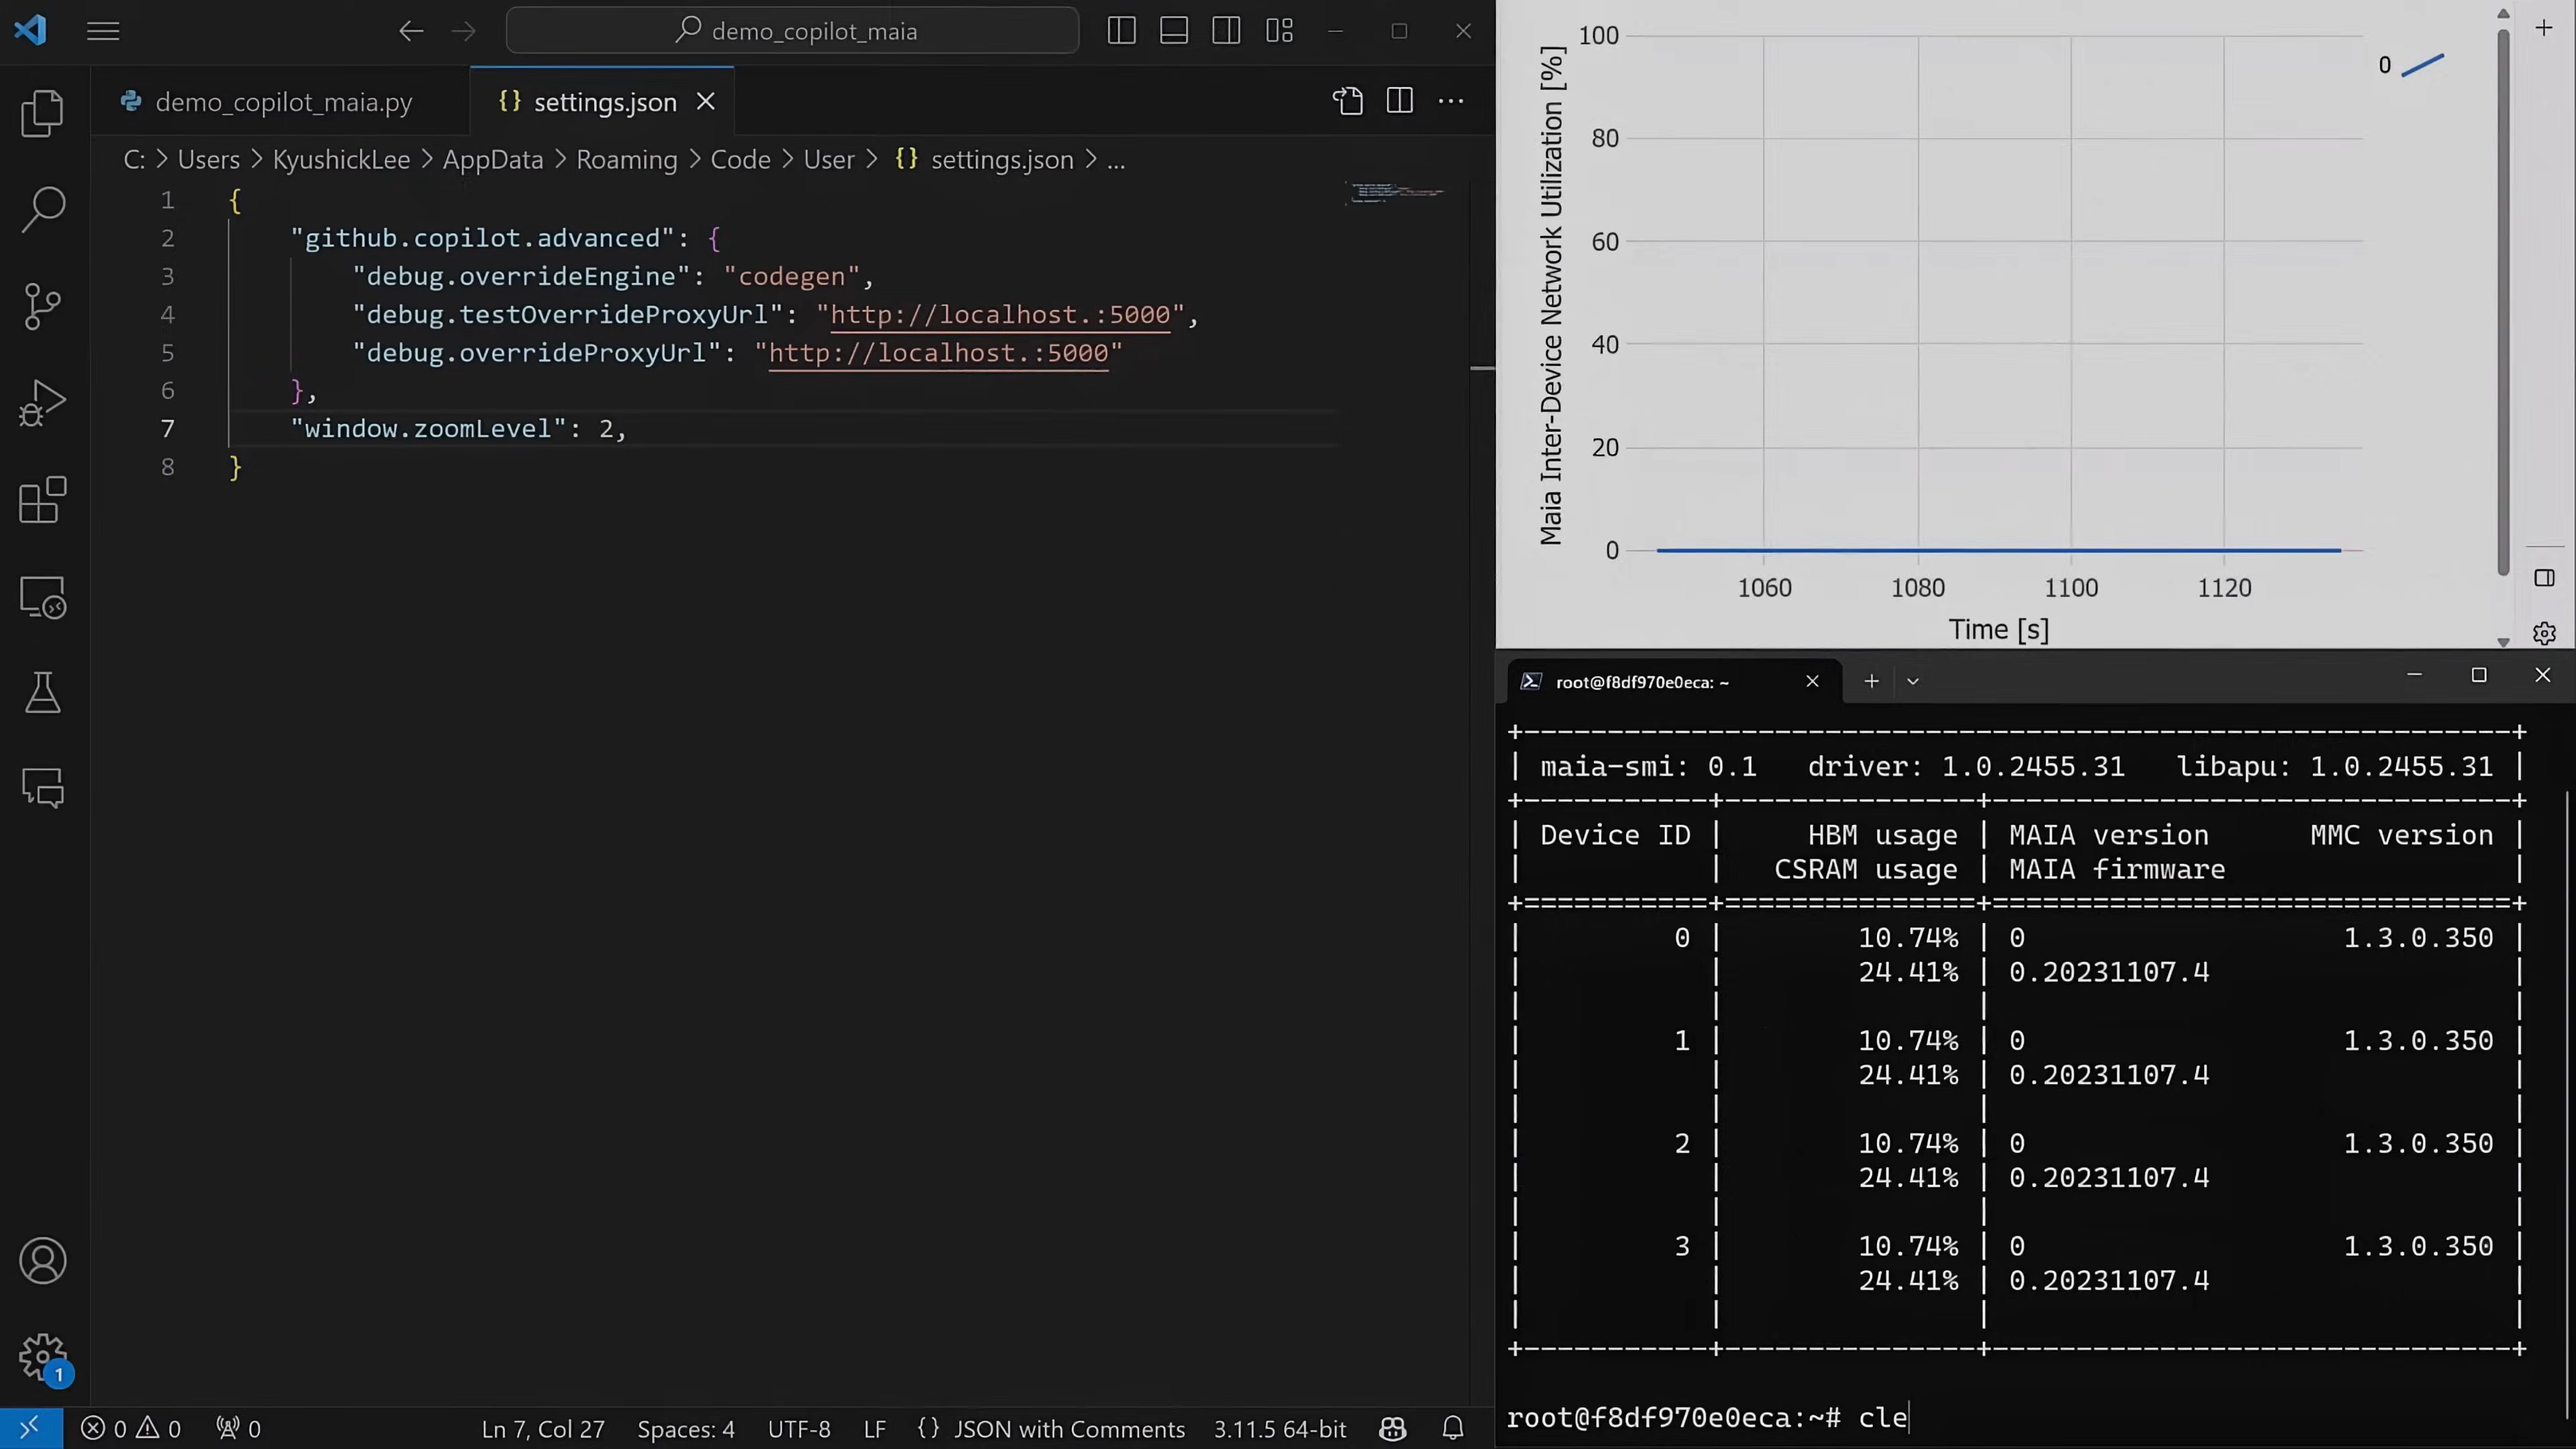 demo_copilot_maia
demo_copilot_maia.py
{} settings.json
C: > Users > KyushickLee > AppData > Roaming > Code > User > {} settings.json > ...
1 {
2 "github.copilot.advanced": {
3 "debug.overrideEngine": "codegen",
4 "debug.testOverrideProxyUrl": "http://localhost.:5000",
5 "debug.overrideProxyUrl": "http://localhost.:5000"
6 },
7 "window.zoomLevel": 2,
8 }
1
0 0 0
Ln 7, Col 27 Spaces: 4 UTF-8 LF {} JSON with Comments 3.11.5 64-bit
Maia Inter-Device Network Utilization [%]
100
80
60
40
20
0
1060 1080 1100 1120
Time [s]
0
root@f8df970e0eca: ~
+------------------------------------------------------------+
| maia-smi: 0.1 driver: 1.0.2455.31 libapu: 1.0.2455.31 |
+-----------+---------------+-------------------------------+
| Device ID | HBM usage | MAIA version MMC version |
| | CSRAM usage | MAIA firmware |
+===========+===============+===============================+
| 0 | 10.74% | 0 1.3.0.350 |
| | 24.41% | 0.20231107.4 |
| | | |
| 1 | 10.74% | 0 1.3.0.350 |
| | 24.41% | 0.20231107.4 |
| | | |
| 2 | 10.74% | 0 1.3.0.350 |
| | 24.41% | 0.20231107.4 |
| | | |
| 3 | 10.74% | 0 1.3.0.350 |
| | 24.41% | 0.20231107.4 |
| | | |
+-----------+---------------+-------------------------------+
root@f8df970e0eca:~# cle